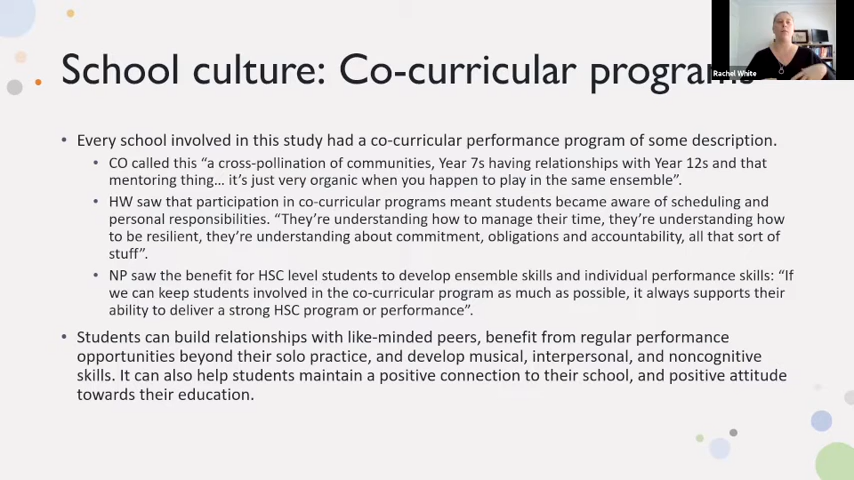 School culture: Co-curricular programs
Rachel White
• Every school involved in this study had a co-curricular performance program of some description.
• CO called this “a cross-pollination of communities, Year 7s having relationships with Year 12s and that
mentoring thing… it’s just very organic when you happen to play in the same ensemble”.
• HW saw that participation in co-curricular programs meant students became aware of scheduling and
personal responsibilities. “They’re understanding how to manage their time, they’re understanding how
to be resilient, they’re understanding about commitment, obligations and accountability, all that sort of
stuff”.
• NP saw the benefit for HSC level students to develop ensemble skills and individual performance skills: “If
we can keep students involved in the co-curricular program as much as possible, it always supports their
ability to deliver a strong HSC program or performance”.
• Students can build relationships with like-minded peers, benefit from regular performance
opportunities beyond their solo practice, and develop musical, interpersonal, and noncognitive
skills. It can also help students maintain a positive connection to their school, and positive attitude
towards their education.